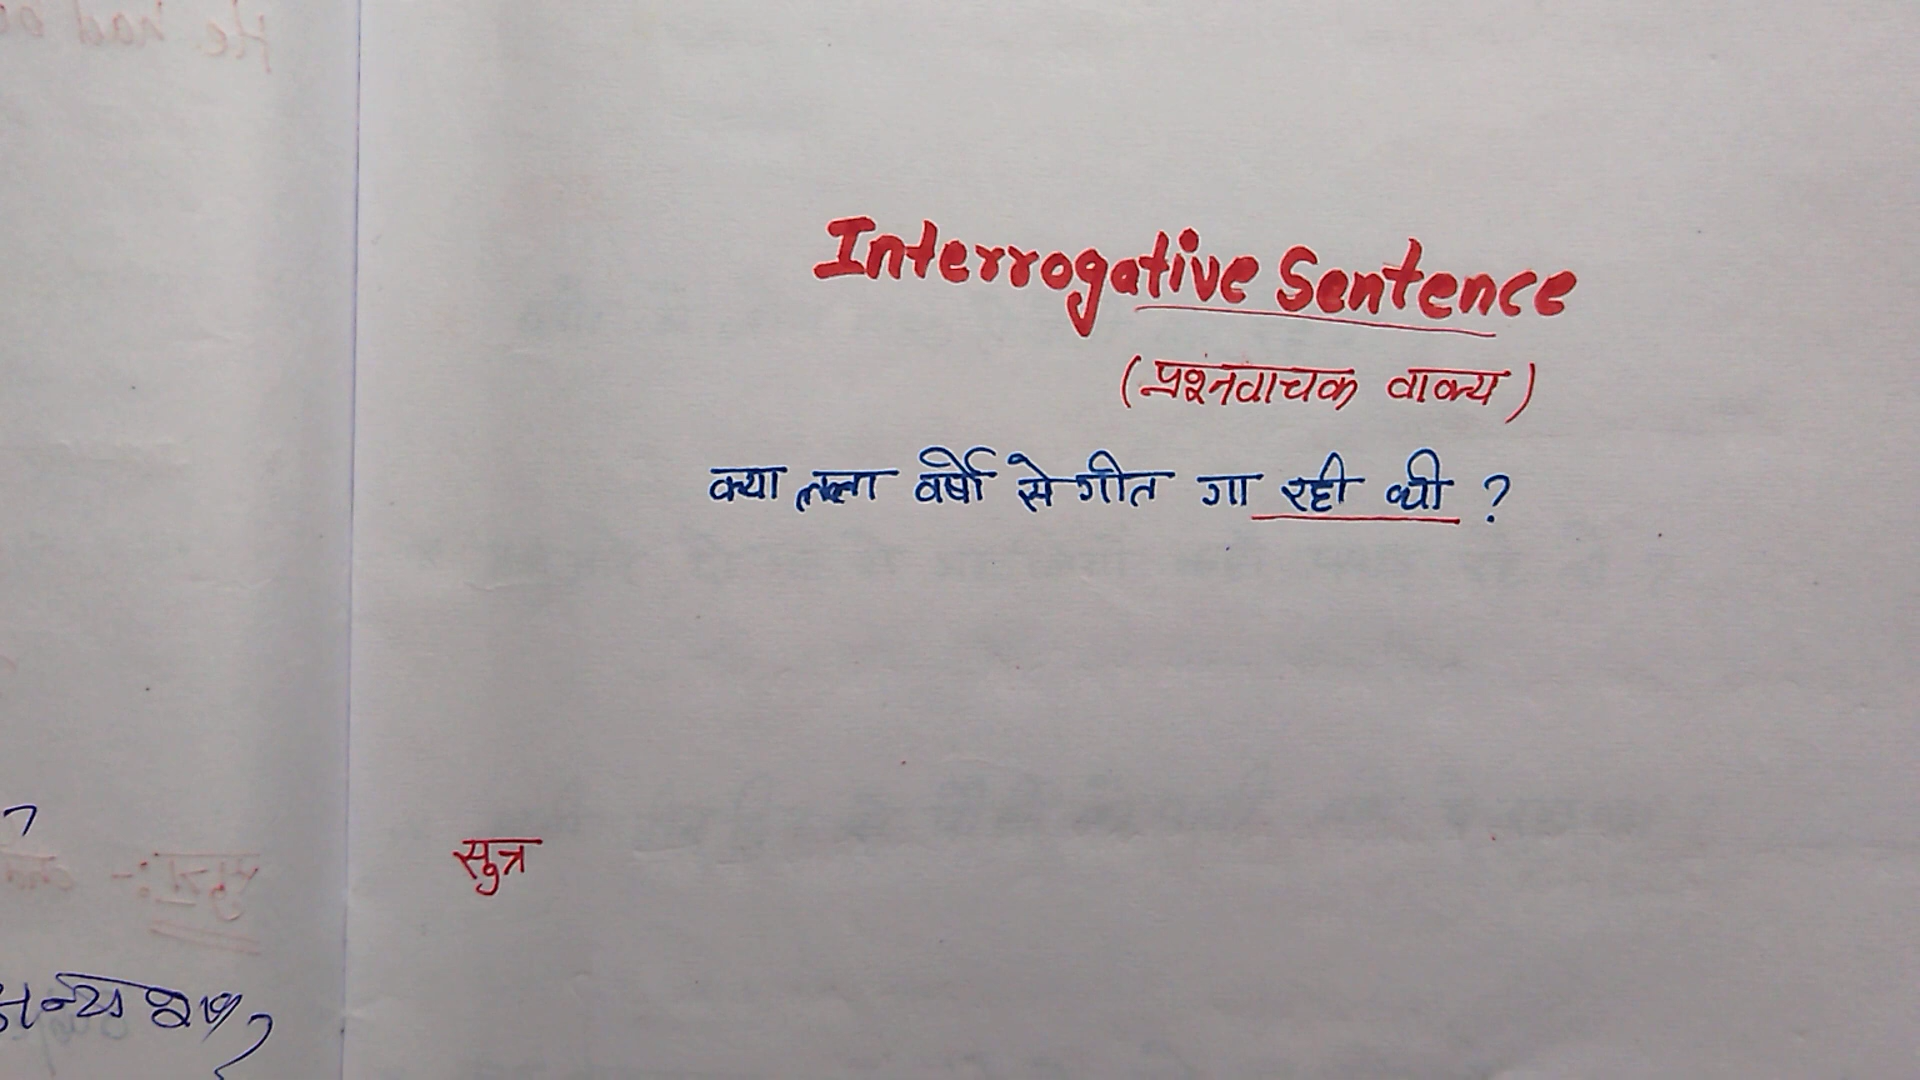 Interrogative Sentence
(प्रश्नवाचक वाक्य)
क्या लता वर्षो से गीत गा रही थी ?
सुत्र